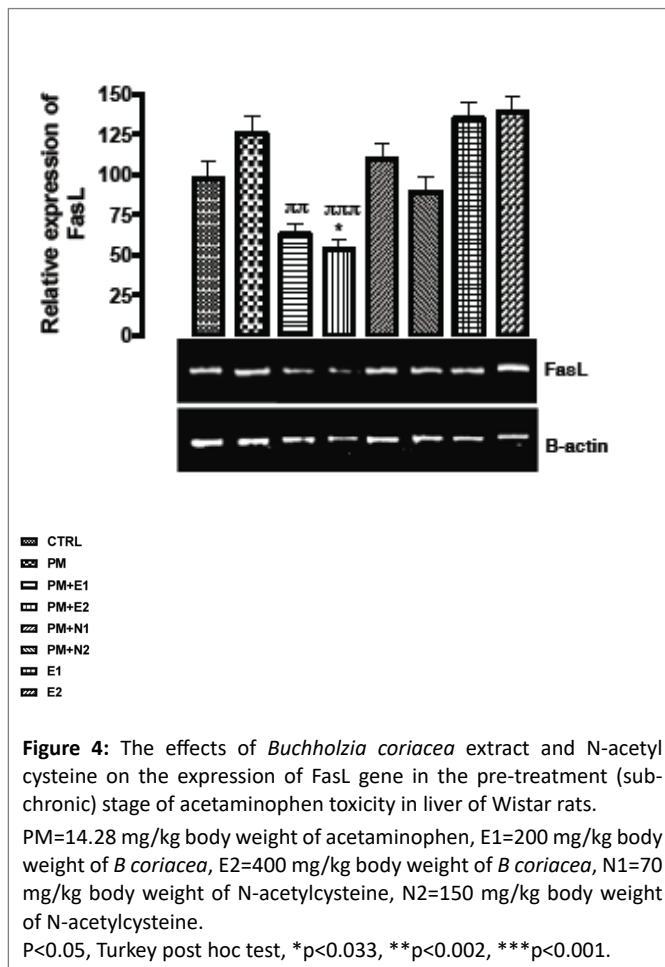 Relative expression of
FasL
150
125
100
75
50
25
0
ππ
πππ
*
FasL
B-actin
CTRL
PM
PM+E1
PM+E2
PM+N1
PM+N2
E1
E2
Figure 4: The effects of Buchholzia coriacea extract and N-acetyl
cysteine on the expression of FasL gene in the pre-treatment (sub-
chronic) stage of acetaminophen toxicity in liver of Wistar rats.
PM=14.28 mg/kg body weight of acetaminophen, E1=200 mg/kg body
weight of B coriacea, E2=400 mg/kg body weight of B coriacea, N1=70
mg/kg body weight of N-acetylcysteine, N2=150 mg/kg body weight
of N-acetylcysteine.
P<0.05, Turkey post hoc test, *p<0.033, **p<0.002, ***p<0.001.